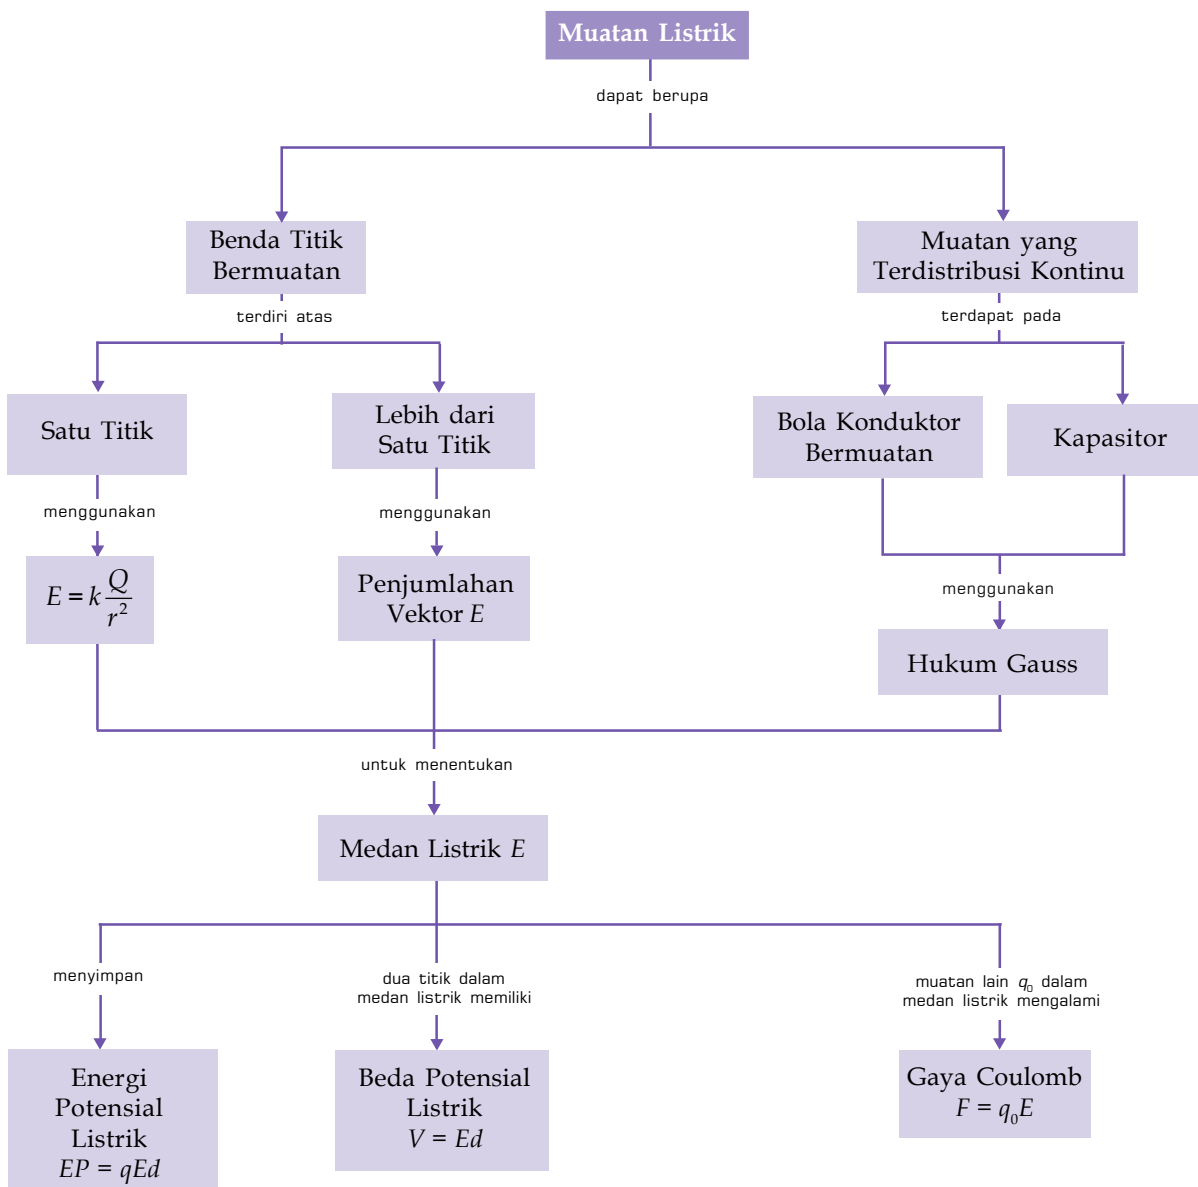 Muatan Listrik
dapat berupa
Benda Titik
Bermuatan
Muatan yang
Terdistribusi Kontinu
terdiri atas
terdapat pada
Satu Titik
Lebih dari
Satu Titik
Bola Konduktor
Bermuatan
Kapasitor
menggunakan
menggunakan
E = k Q/r²
Penjumlahan
Vektor E
menggunakan
Hukum Gauss
untuk menentukan
Medan Listrik E
menyimpan
dua titik dalam
medan listrik memiliki
muatan lain q₀ dalam
medan listrik mengalami
Energi
Potensial
Listrik
EP = qEd
Beda Potensial
Listrik
V = Ed
Gaya Coulomb
F = q₀E